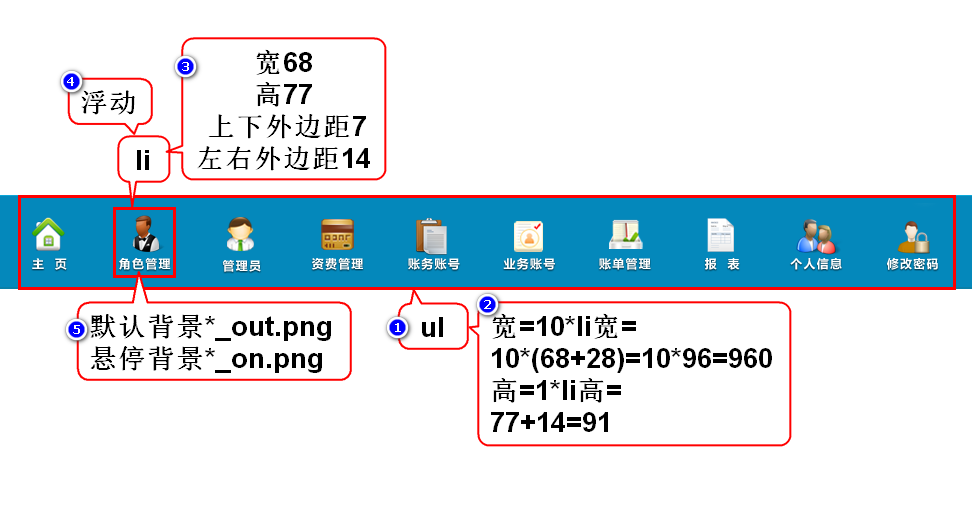 ③
宽68
高77
上下外边距7
左右外边距14
④
浮动
li
主 页
角色管理
管理员
资费管理
账务账号
业务账号
账单管理
报 表
个人信息
修改密码
⑤
默认背景*_out.png
悬停背景*_on.png
①
ul
②
宽=10*li宽=
10*(68+28)=10*96=960
高=1*li高=
77+14=91